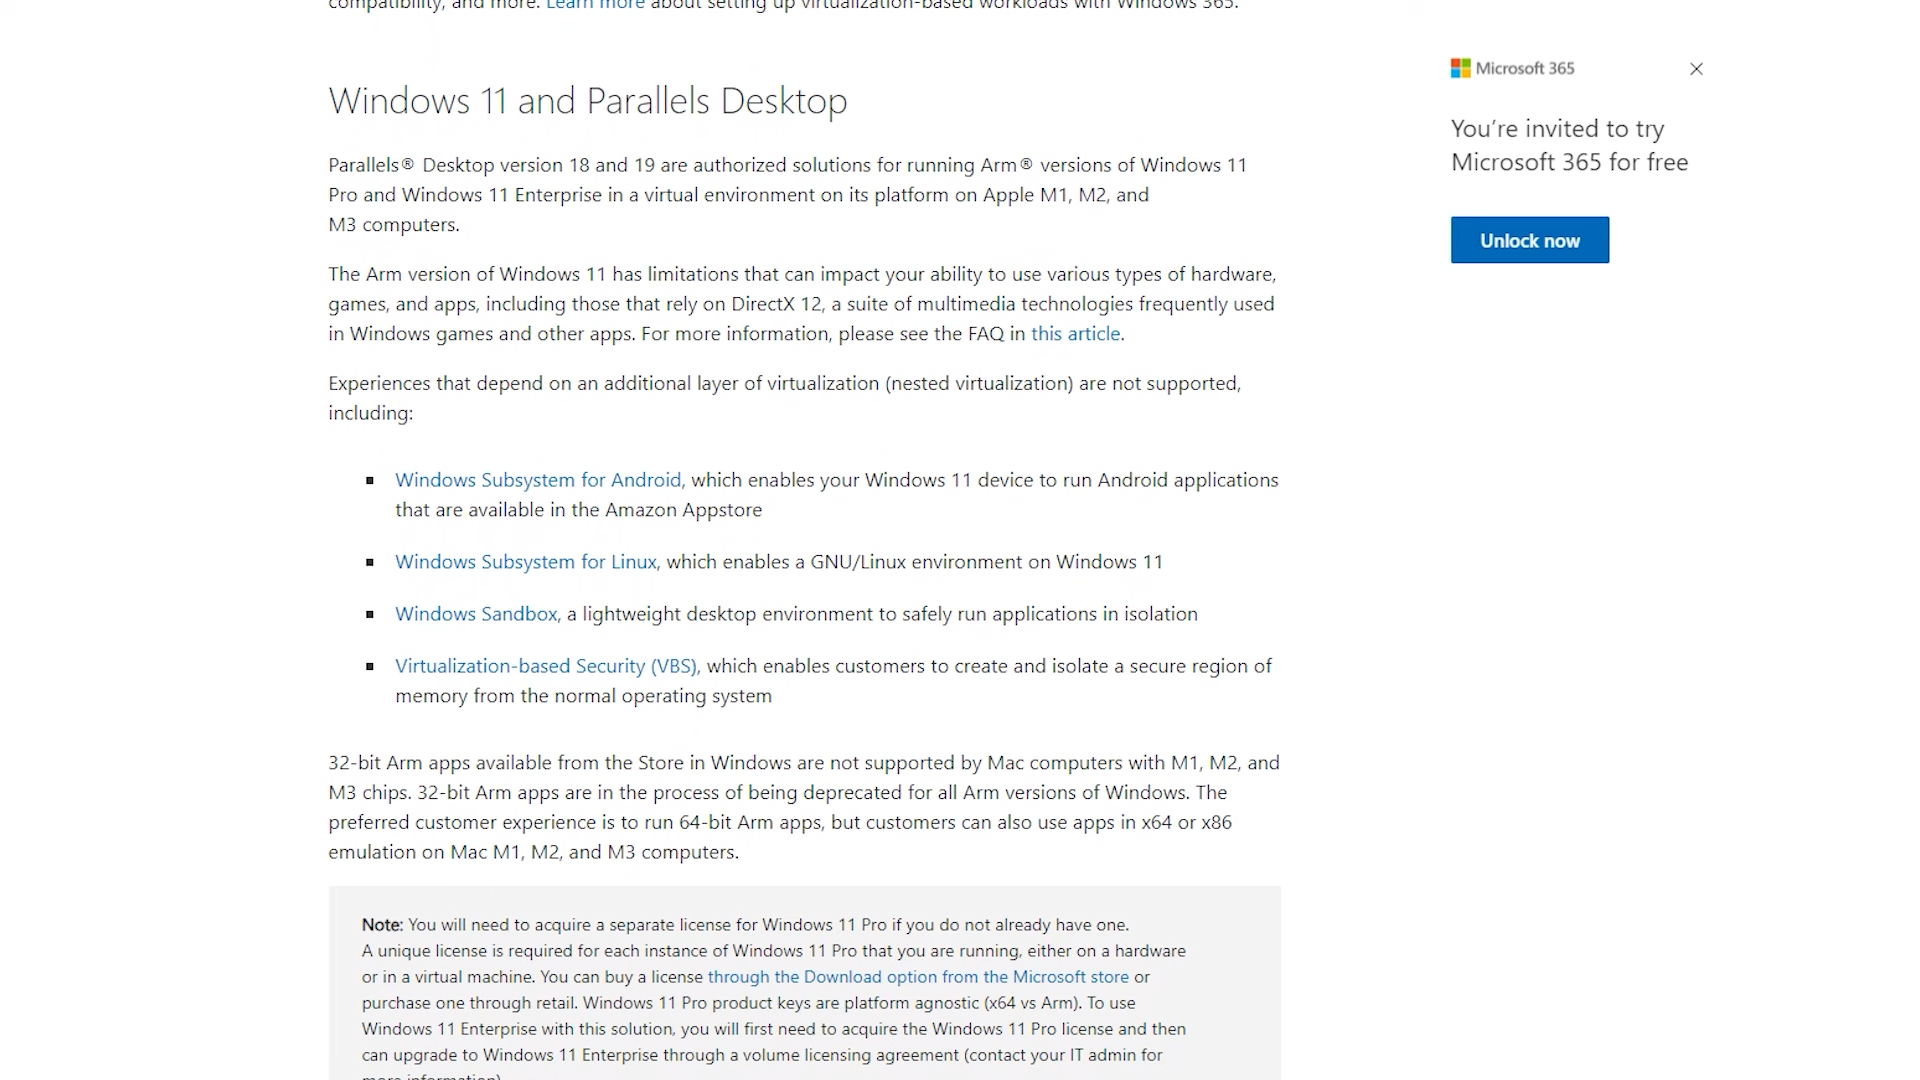 compatibility, and more. Learn more about setting up virtualization-based workloads with Windows 365.
Windows 11 and Parallels Desktop
Parallels® Desktop version 18 and 19 are authorized solutions for running Arm® versions of Windows 11
Pro and Windows 11 Enterprise in a virtual environment on its platform on Apple M1, M2, and
M3 computers.
The Arm version of Windows 11 has limitations that can impact your ability to use various types of hardware,
games, and apps, including those that rely on DirectX 12, a suite of multimedia technologies frequently used
in Windows games and other apps. For more information, please see the FAQ in this article.
Experiences that depend on an additional layer of virtualization (nested virtualization) are not supported,
including:
▪ Windows Subsystem for Android, which enables your Windows 11 device to run Android applications
that are available in the Amazon Appstore
▪ Windows Subsystem for Linux, which enables a GNU/Linux environment on Windows 11
▪ Windows Sandbox, a lightweight desktop environment to safely run applications in isolation
▪ Virtualization-based Security (VBS), which enables customers to create and isolate a secure region of
memory from the normal operating system
32-bit Arm apps available from the Store in Windows are not supported by Mac computers with M1, M2, and
M3 chips. 32-bit Arm apps are in the process of being deprecated for all Arm versions of Windows. The
preferred customer experience is to run 64-bit Arm apps, but customers can also use apps in x64 or x86
emulation on Mac M1, M2, and M3 computers.
Note: You will need to acquire a separate license for Windows 11 Pro if you do not already have one.
A unique license is required for each instance of Windows 11 Pro that you are running, either on a hardware
or in a virtual machine. You can buy a license through the Download option from the Microsoft store or
purchase one through retail. Windows 11 Pro product keys are platform agnostic (x64 vs Arm). To use
Windows 11 Enterprise with this solution, you will first need to acquire the Windows 11 Pro license and then
can upgrade to Windows 11 Enterprise through a volume licensing agreement (contact your IT admin for
more information)
Microsoft 365
You're invited to try
Microsoft 365 for free
Unlock now